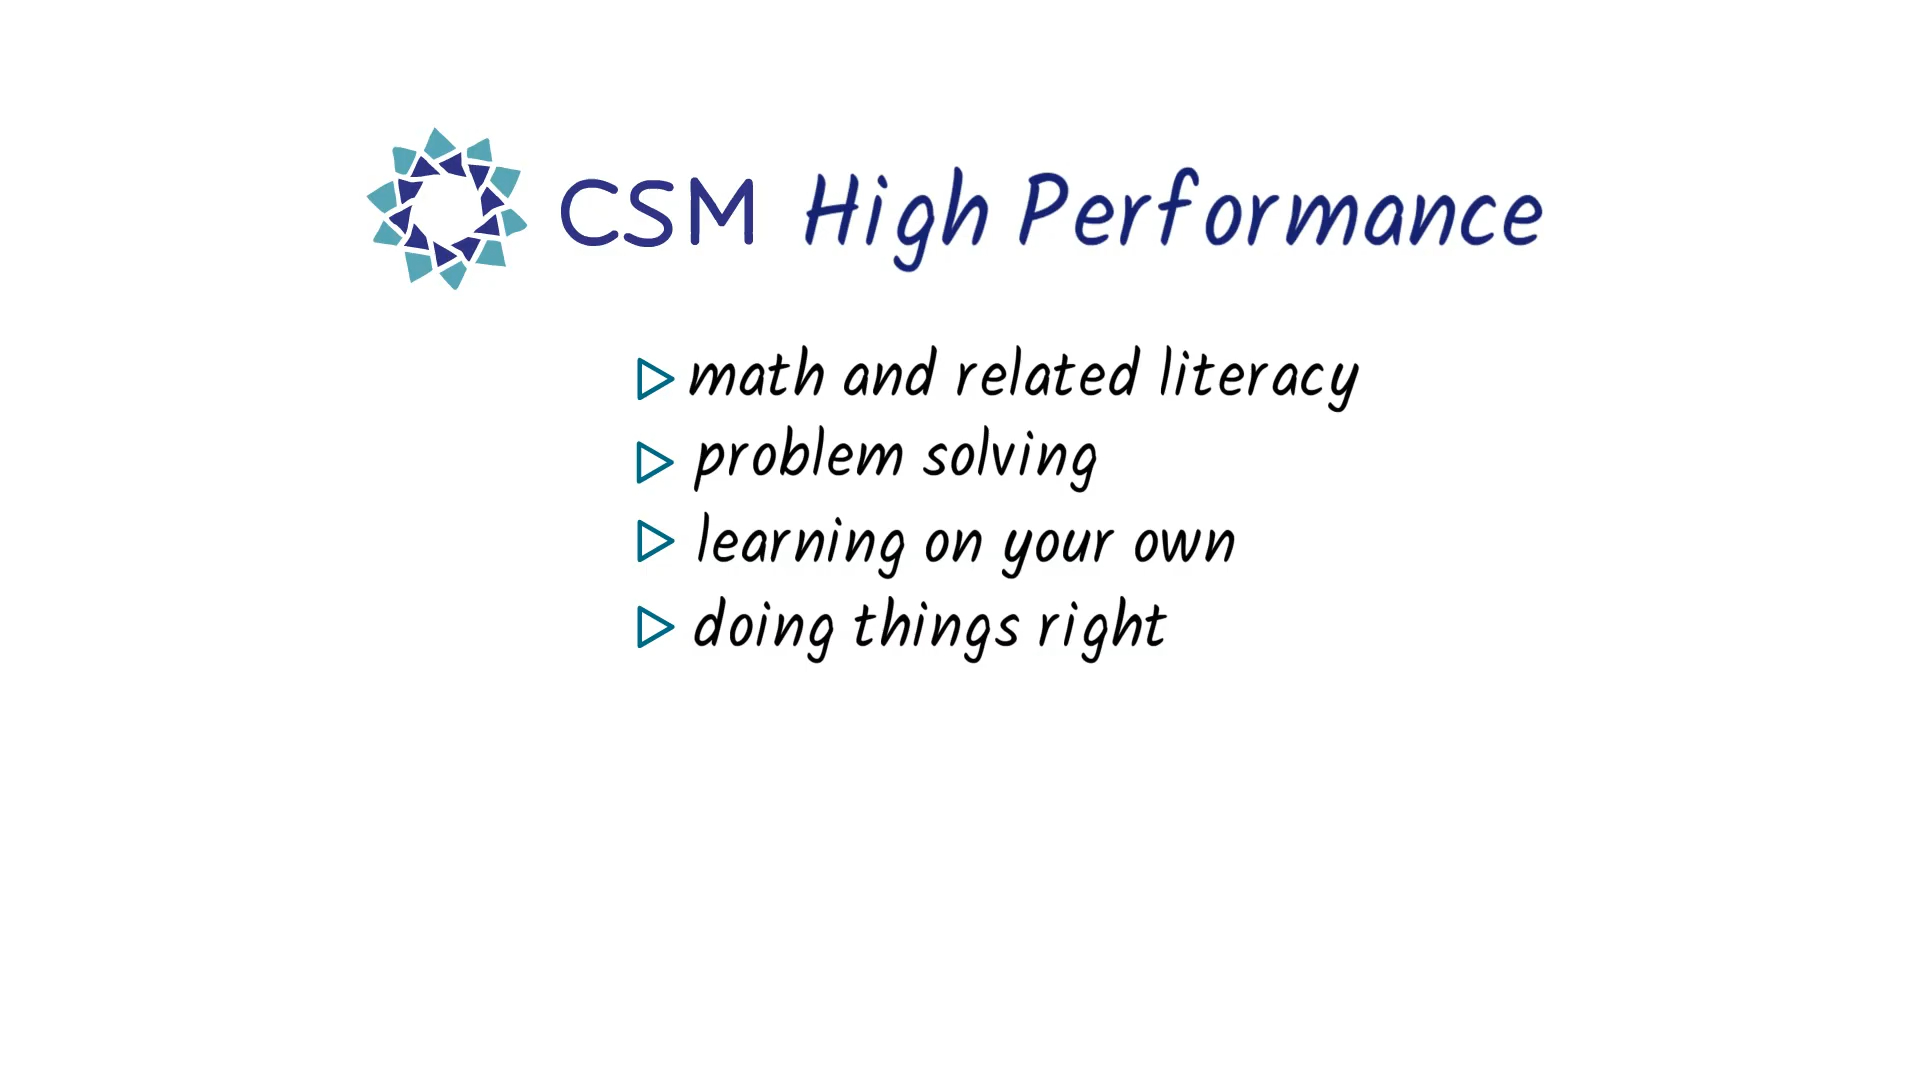 CSM High Performance
math and related literacy
problem solving
learning on your own
doing things right